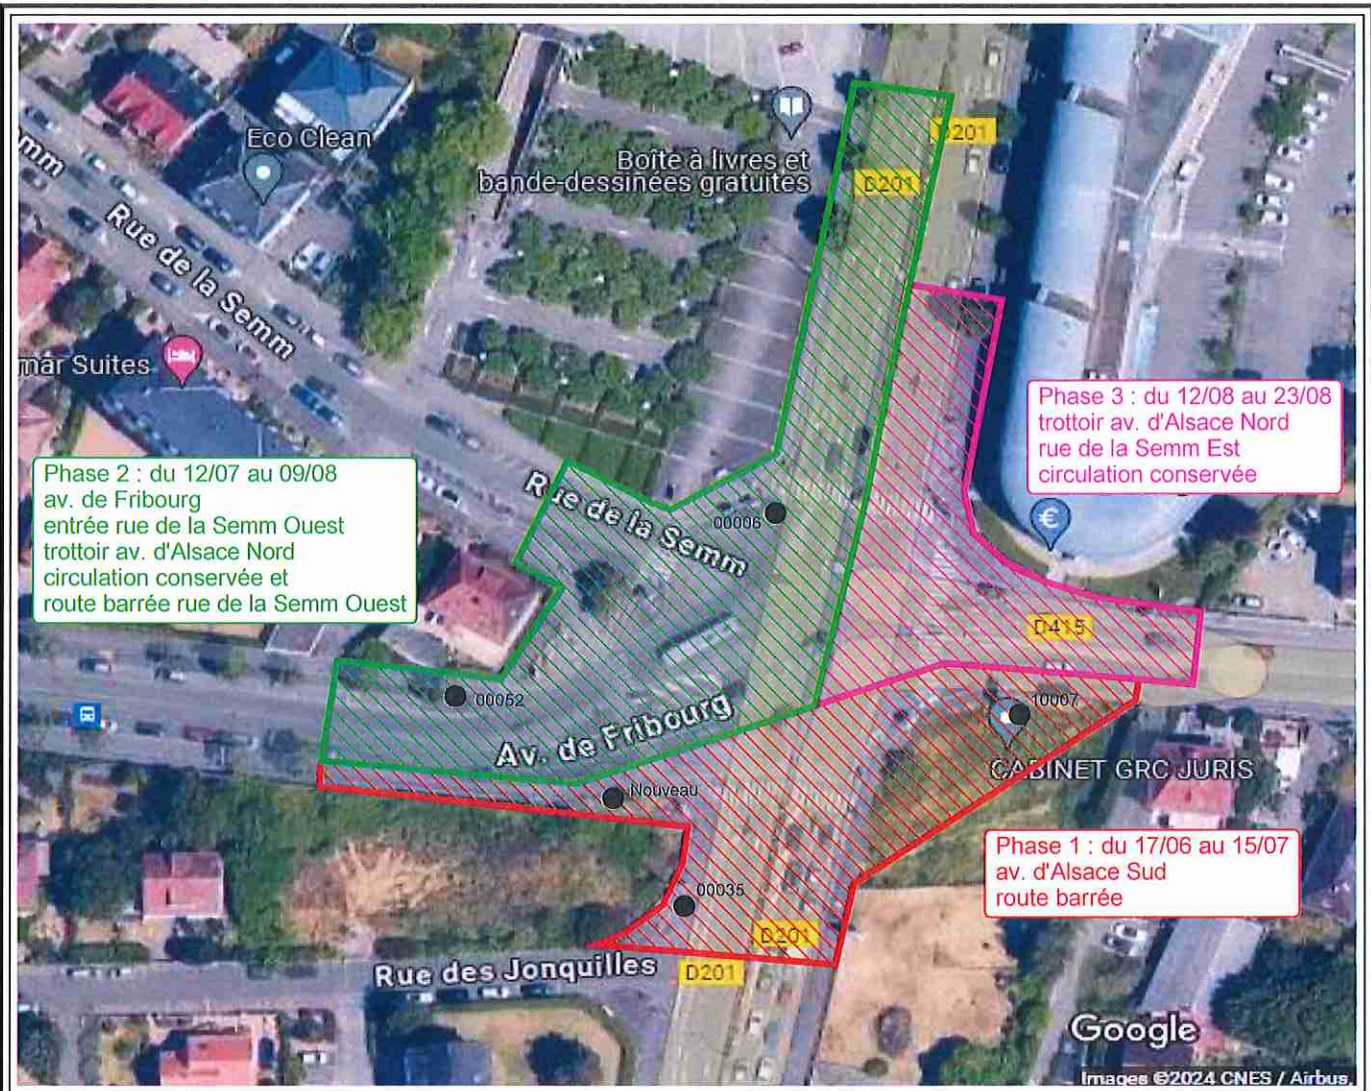 Eco Clean
Boîte à livres et
bande-dessinées gratuites
D201
D201
mm
Rue de la Semm
mar Suites
Phase 3 : du 12/08 au 23/08
trottoir av. d'Alsace Nord
rue de la Semm Est
circulation conservée
Phase 2 : du 12/07 au 09/08
av. de Fribourg
entrée rue de la Semm Ouest
trottoir av. d'Alsace Nord
circulation conservée et
route barrée rue de la Semm Ouest
Rue de la Semm
00006
€
D415
00052
10007
Av. de Fribourg
CABINET GRC JURIS
Nouveau
Phase 1 : du 17/06 au 15/07
av. d'Alsace Sud
route barrée
00035
D201
Rue des Jonquilles
D201
Google
Images ©2024 CNES / Airbus